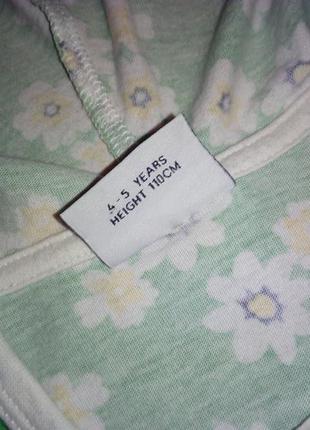 4-5 YEARS
HEIGHT 110CM